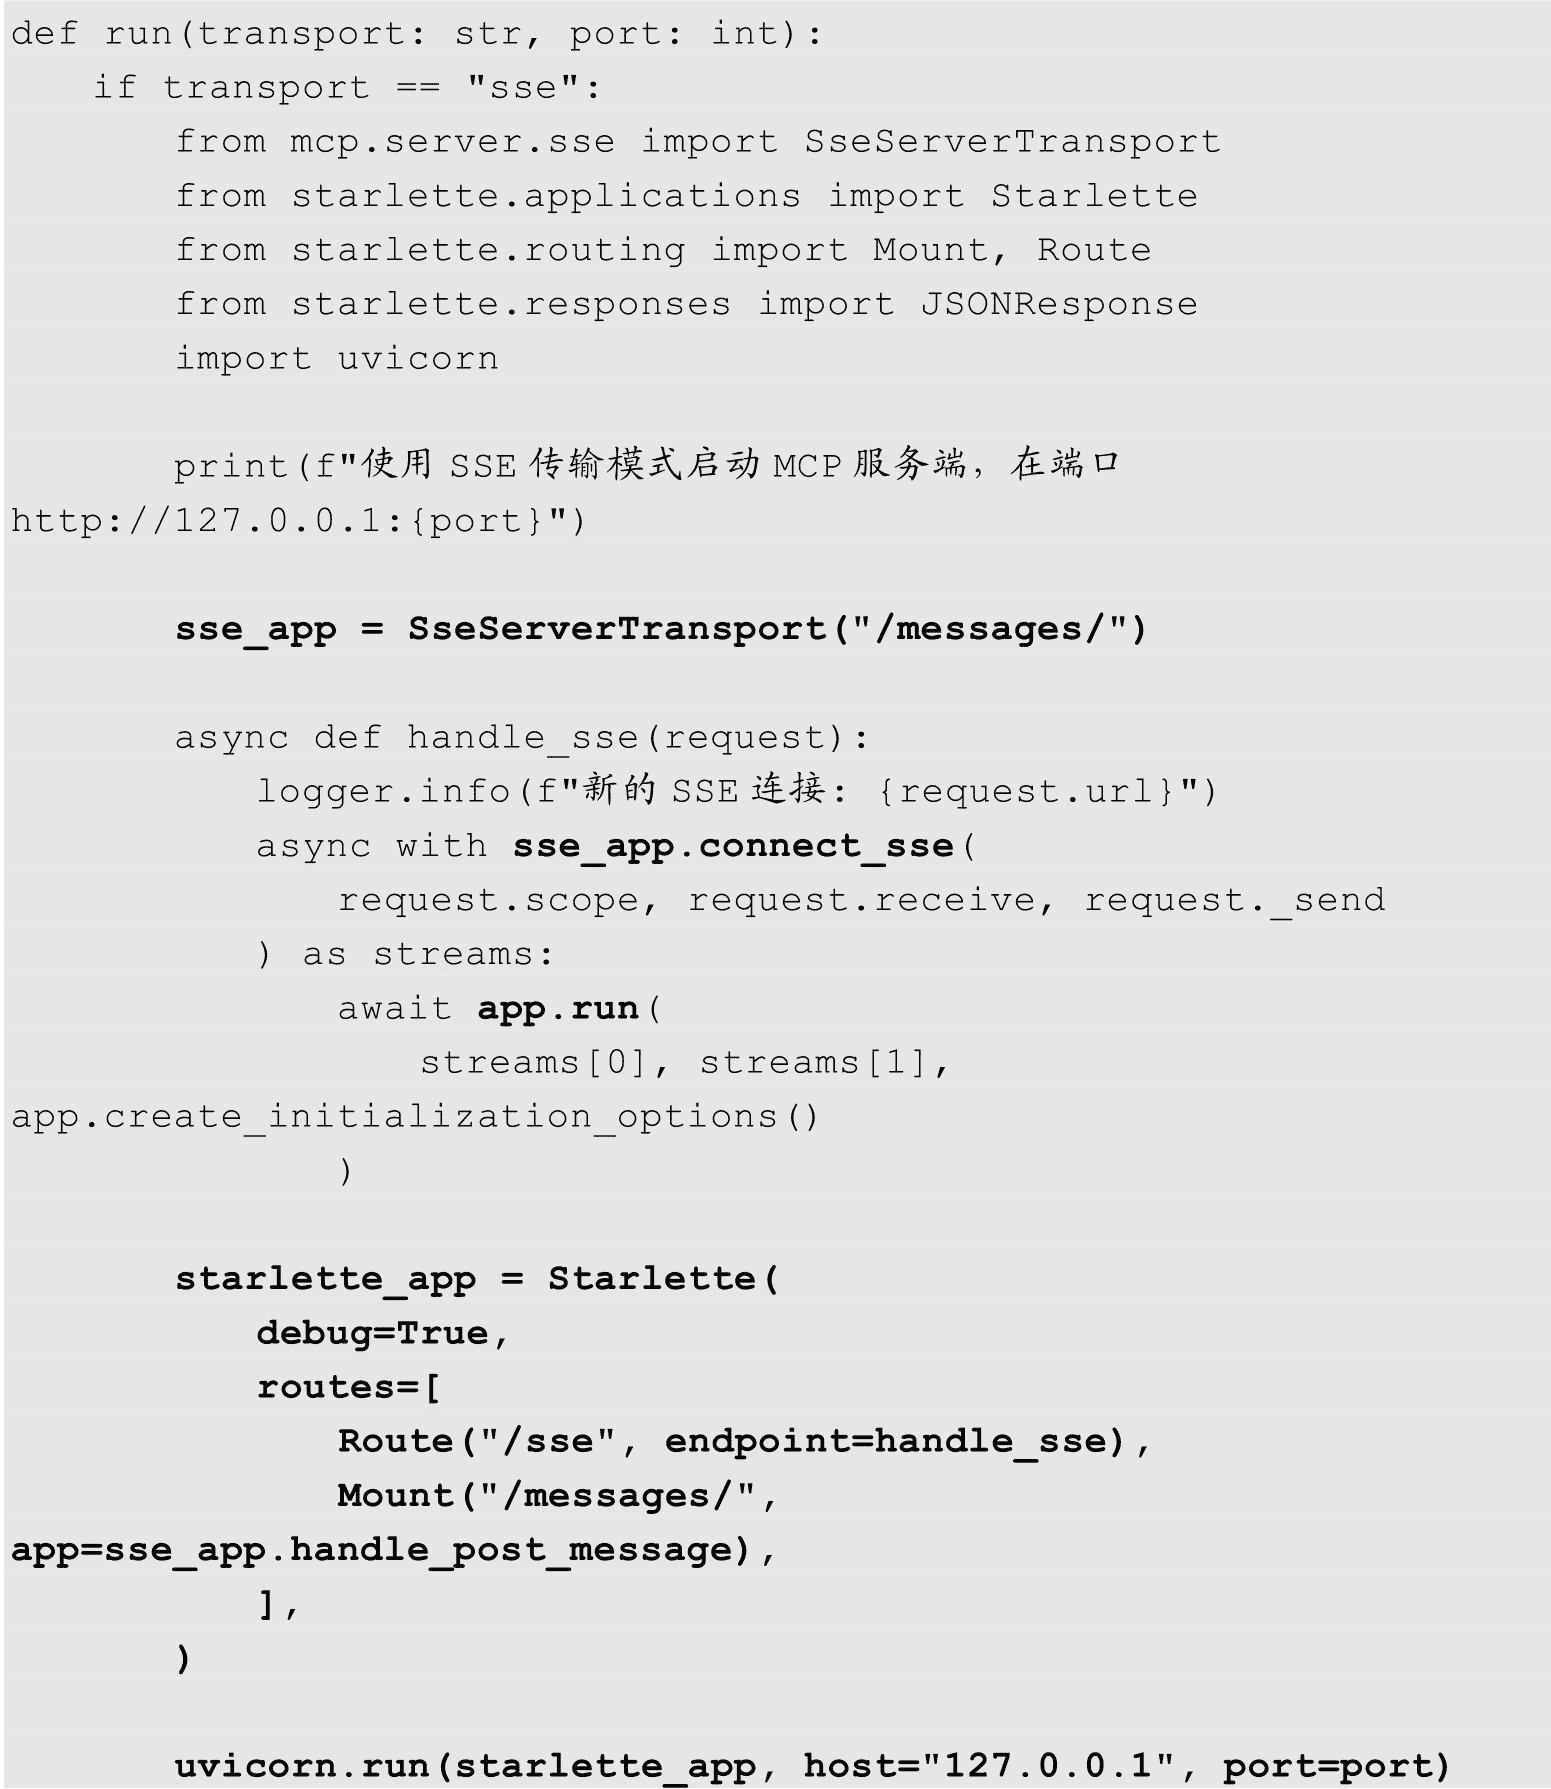 def run(transport: str, port: int):
    if transport == "sse":
        from mcp.server.sse import SseServerTransport
        from starlette.applications import Starlette
        from starlette.routing import Mount, Route
        from starlette.responses import JSONResponse
        import uvicorn

        print(f"使用 SSE 传输模式启动 MCP 服务端，在端口
http://127.0.0.1:{port}")

        sse_app = SseServerTransport("/messages/")

        async def handle_sse(request):
            logger.info(f"新的 SSE 连接: {request.url}")
            async with sse_app.connect_sse(
                request.scope, request.receive, request._send
            ) as streams:
                await app.run(
                    streams[0], streams[1],
app.create_initialization_options()
                )

        starlette_app = Starlette(
            debug=True,
            routes=[
                Route("/sse", endpoint=handle_sse),
                Mount("/messages/",
app=sse_app.handle_post_message),
            ],
        )

        uvicorn.run(starlette_app, host="127.0.0.1", port=port)